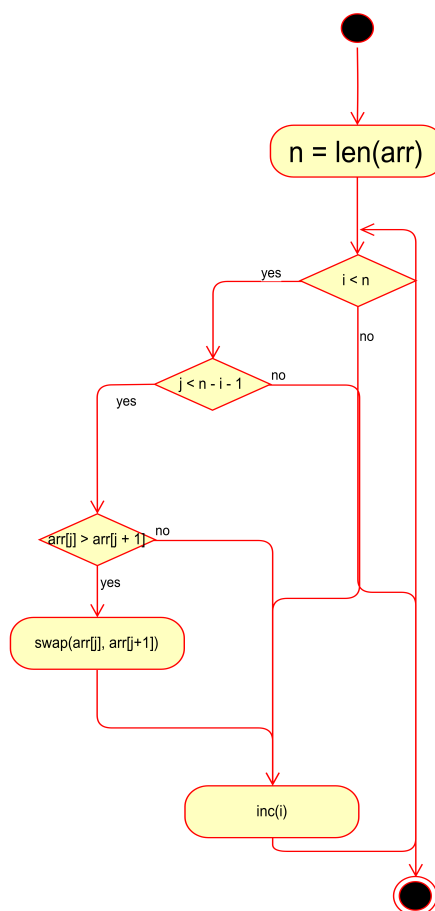 n = len(arr)
i < n
yes
no
j < n - i - 1
no
yes
arr[j] > arr[j + 1]
no
yes
swap(arr[j], arr[j+1])
inc(i)